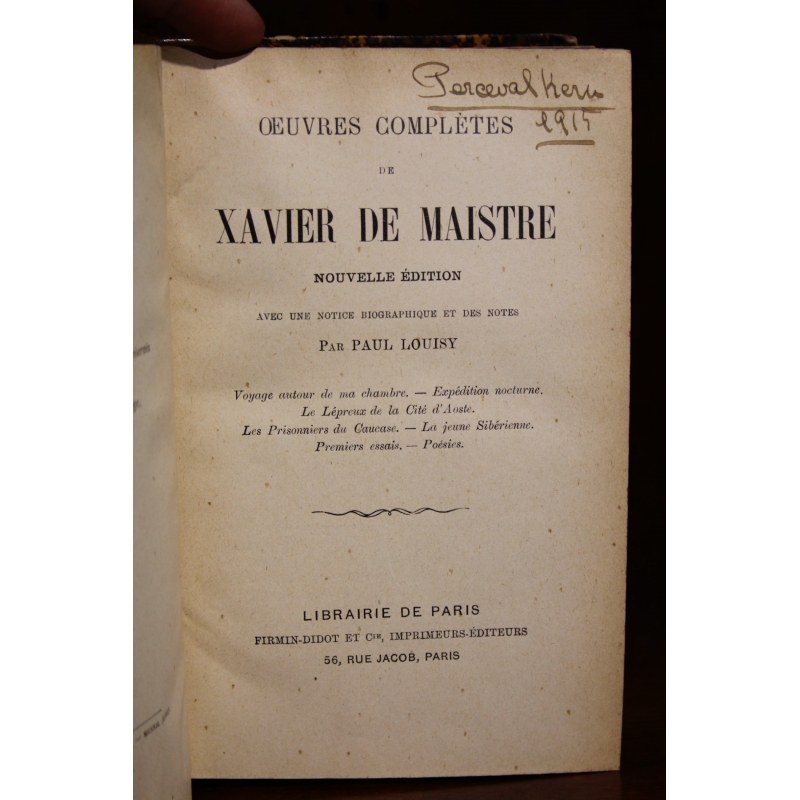 Perceval Kern
1915
ŒUVRES COMPLÈTES
DE
XAVIER DE MAISTRE
NOUVELLE ÉDITION
AVEC UNE NOTICE BIOGRAPHIQUE ET DES NOTES
PAR PAUL LOUISY
Voyage autour de ma chambre. — Expédition nocturne.
Le Lépreux de la Cité d'Aoste.
Les Prisonniers du Caucase. — La jeune Sibérienne.
Premiers essais. — Poésies.
LIBRAIRIE DE PARIS
FIRMIN-DIDOT ET Cie, IMPRIMEURS-ÉDITEURS
56, RUE JACOB, PARIS